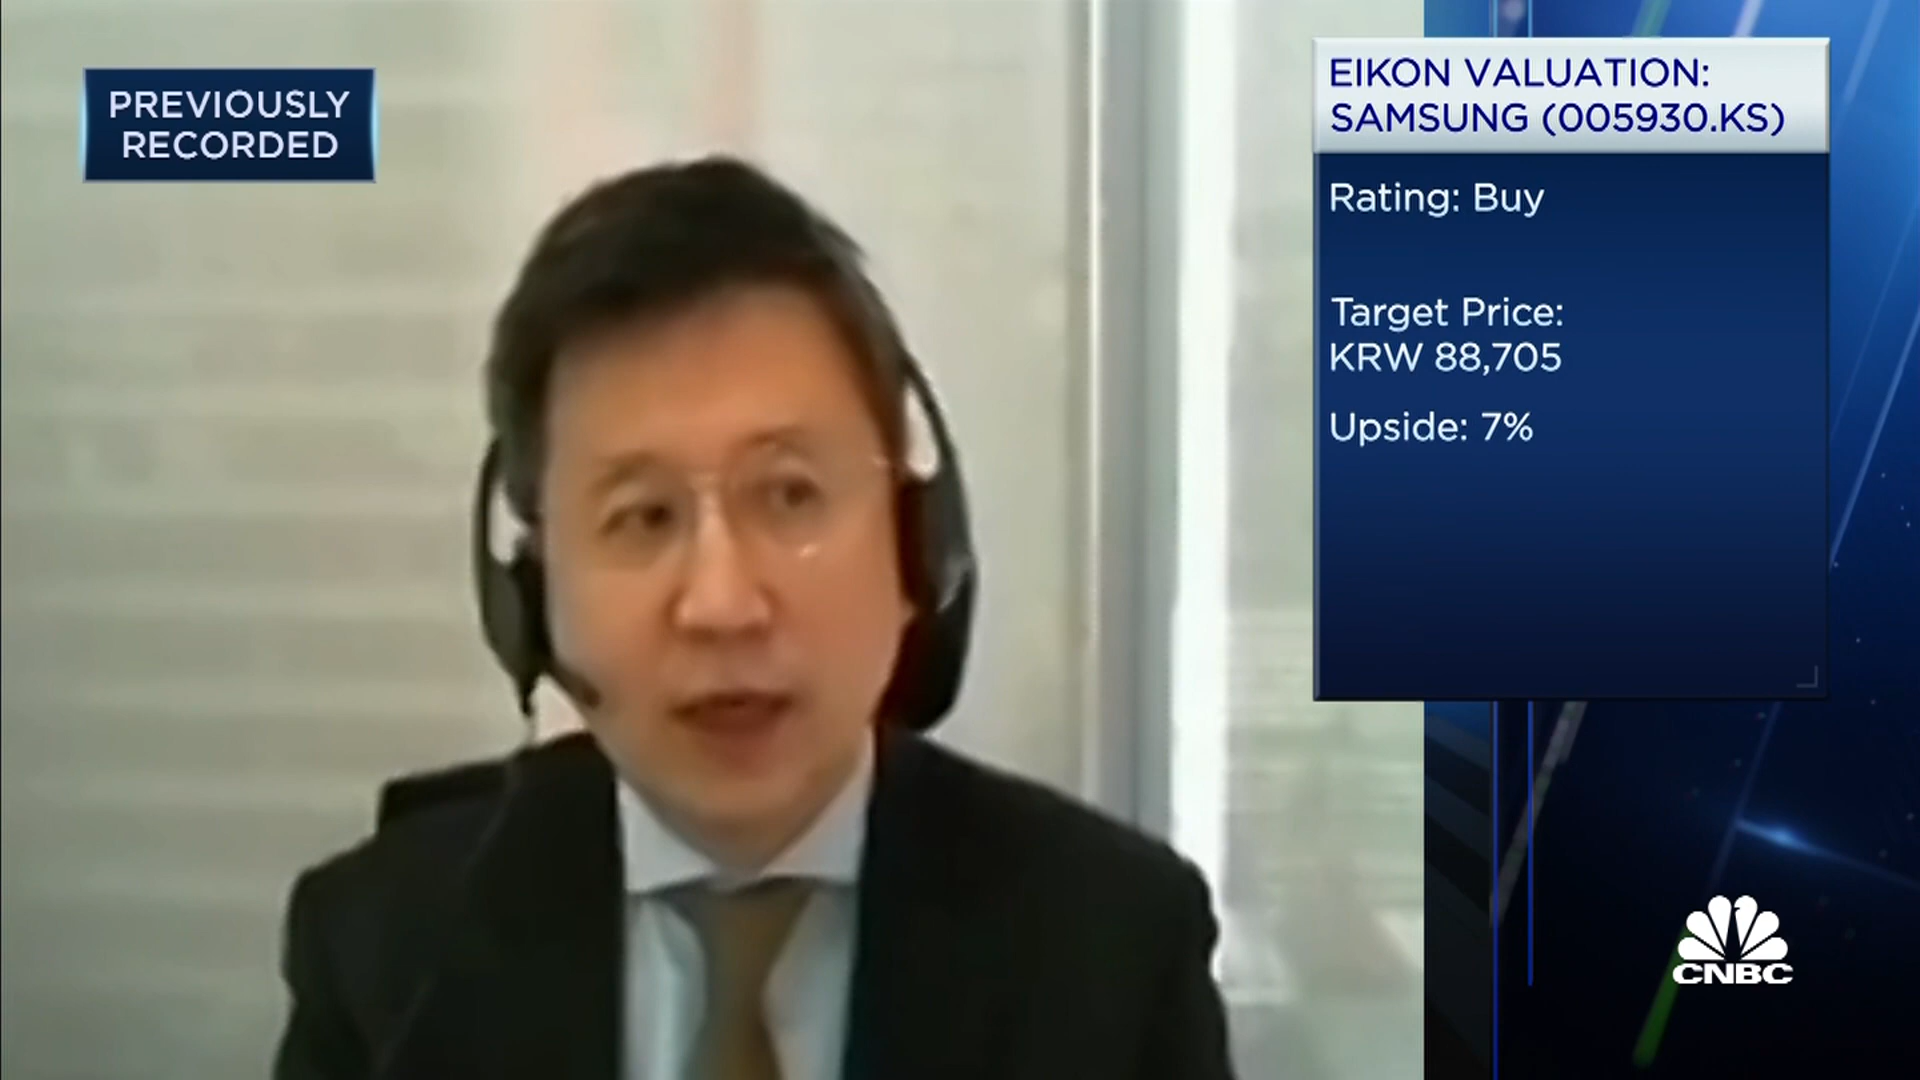 PREVIOUSLY
RECORDED
EIKON VALUATION:
SAMSUNG (005930.KS)
Rating: Buy
Target Price:
KRW 88,705
Upside: 7%
CNBC